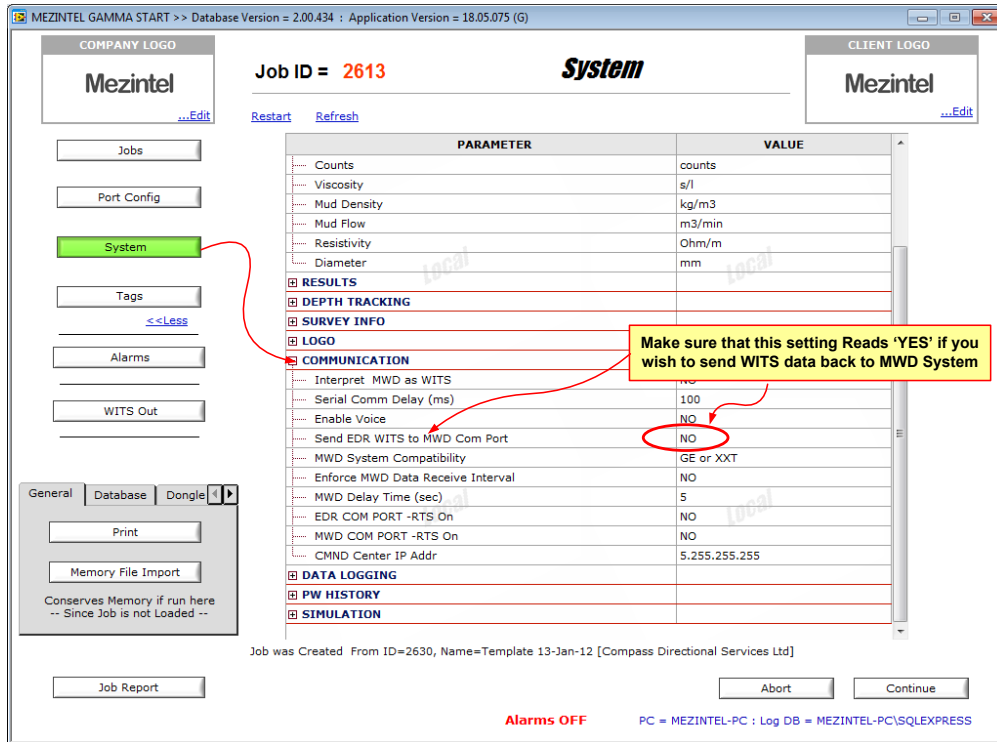 MEZINTEL GAMMA START >> Database Version = 2.00.434 : Application Version = 18.05.075 (G)
COMPANY LOGO
Mezintel
...Edit
Job ID = 2613
System
CLIENT LOGO
Mezintel
...Edit
Restart Refresh
Jobs
Port Config
System
Tags
<<Less
Alarms
WITS Out
PARAMETER VALUE
Counts counts
Viscosity s/l
Mud Density kg/m3
Mud Flow m3/min
Resistivity Ohm/m
Diameter mm
Local Local
RESULTS
DEPTH TRACKING
SURVEY INFO
LOGO
COMMUNICATION
Make sure that this setting Reads 'YES' if you
wish to send WITS data back to MWD System
Interpret MWD as WITS NO
Serial Comm Delay (ms) 100
Enable Voice NO
Send EDR WITS to MWD Com Port NO
MWD System Compatibility GE or XXT
Enforce MWD Data Receive Interval NO
MWD Delay Time (sec) 5
EDR COM PORT -RTS On NO
MWD COM PORT -RTS On NO
CMND Center IP Addr 5.255.255.255
Local Local
DATA LOGGING
PW HISTORY
SIMULATION
General Database Dongle
Print
Memory File Import
Conserves Memory if run here
-- Since Job is not Loaded --
Job was Created From ID=2630, Name=Template 13-Jan-12 [Compass Directional Services Ltd]
Job Report
Abort Continue
Alarms OFF PC = MEZINTEL-PC : Log DB = MEZINTEL-PC\SQLEXPRESS